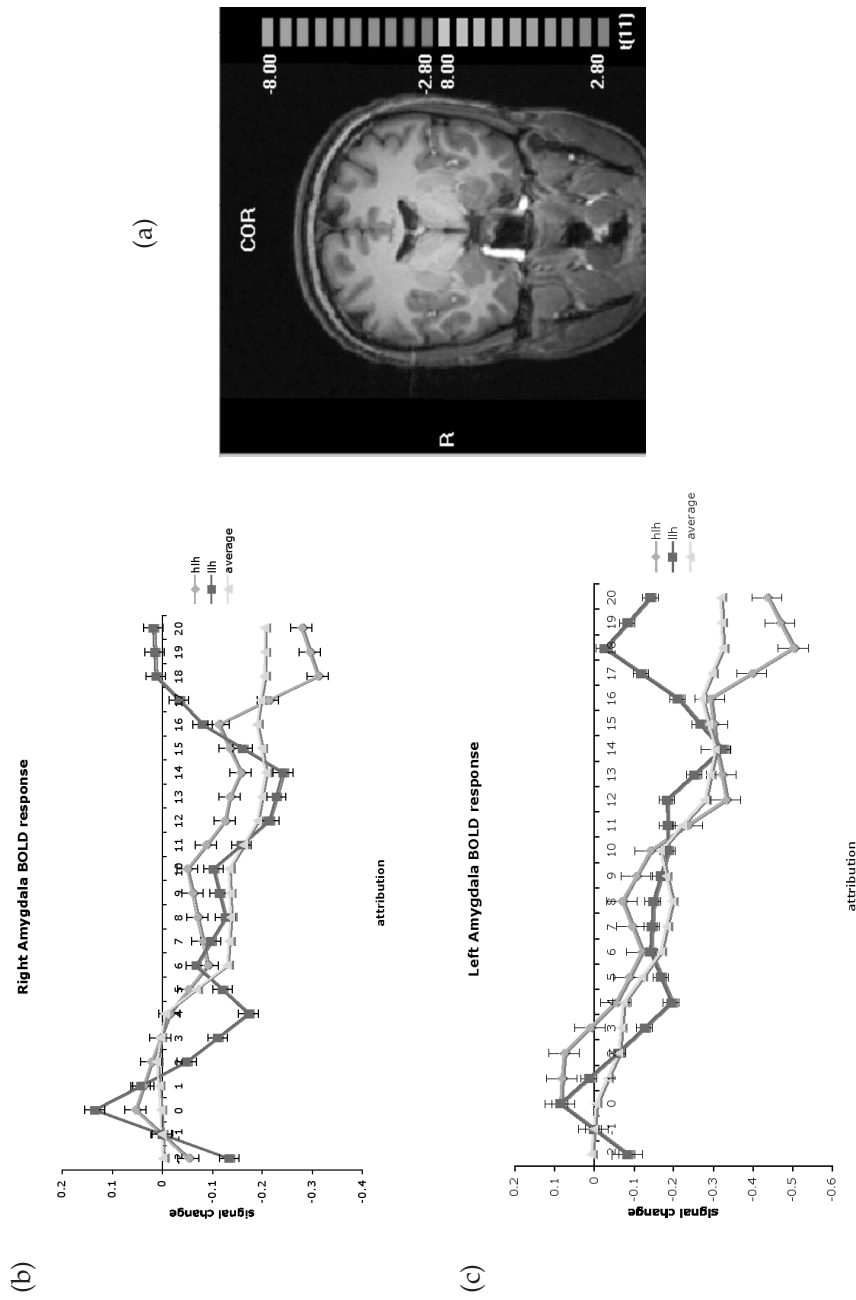 (a)
COR
R
-8.00
-2.80
8.00
2.80
t(11)
(b)
Right Amygdala BOLD response
signal change
0.2
0.1
0
-0.1
-0.2
-0.3
-0.4
-2 -1 0 1 2 3 4 5 6 7 8 9 10 11 12 13 14 15 16 18 19 20
attribution
hlh
llh
average
(c)
Left Amygdala BOLD response
signal change
0.2
0.1
0
-0.1
-0.2
-0.3
-0.4
-0.5
-0.6
-2 -1 0 1 2 3 4 5 6 7 8 9 10 11 12 13 14 15 16 17 18 19 20
attribution
hlh
llh
average